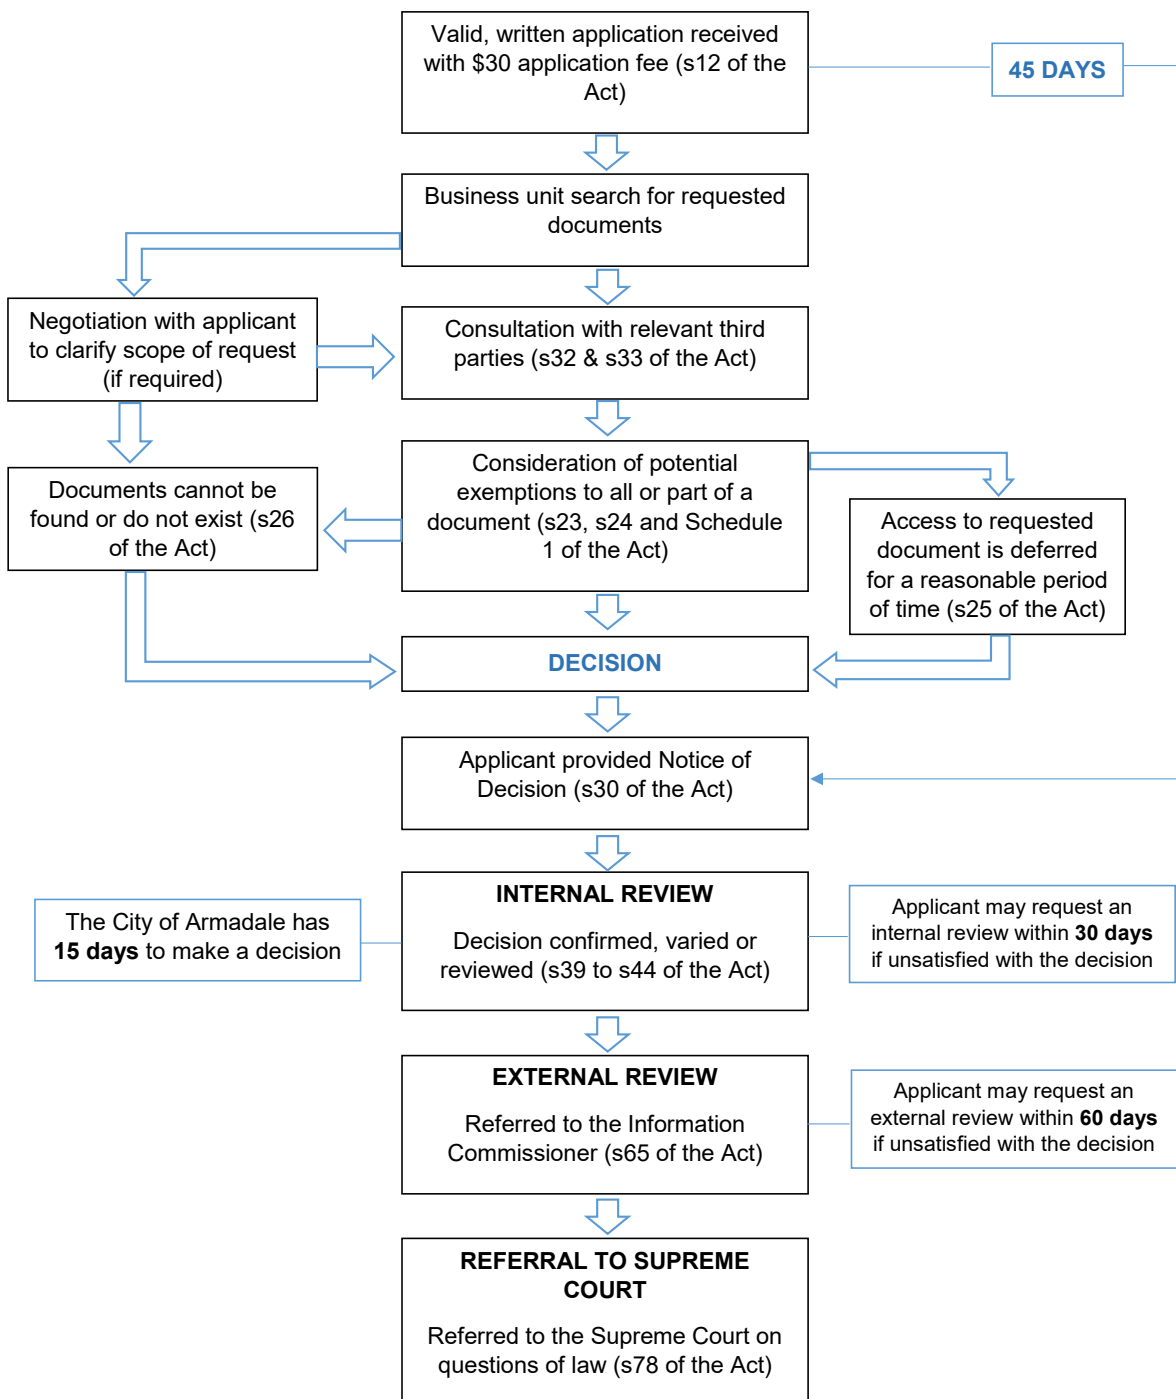 Valid, written application received
with $30 application fee (s12 of the
Act)
45 DAYS
Business unit search for requested
documents
Negotiation with applicant
to clarify scope of request
(if required)
Consultation with relevant third
parties (s32 & s33 of the Act)
Documents cannot be
found or do not exist (s26
of the Act)
Consideration of potential
exemptions to all or part of a
document (s23, s24 and Schedule
1 of the Act)
Access to requested
document is deferred
for a reasonable period
of time (s25 of the Act)
DECISION
Applicant provided Notice of
Decision (s30 of the Act)
The City of Armadale has
15 days to make a decision
INTERNAL REVIEW
Decision confirmed, varied or
reviewed (s39 to s44 of the Act)
Applicant may request an
internal review within 30 days
if unsatisfied with the decision
EXTERNAL REVIEW
Referred to the Information
Commissioner (s65 of the Act)
Applicant may request an
external review within 60 days
if unsatisfied with the decision
REFERRAL TO SUPREME
COURT
Referred to the Supreme Court on
questions of law (s78 of the Act)